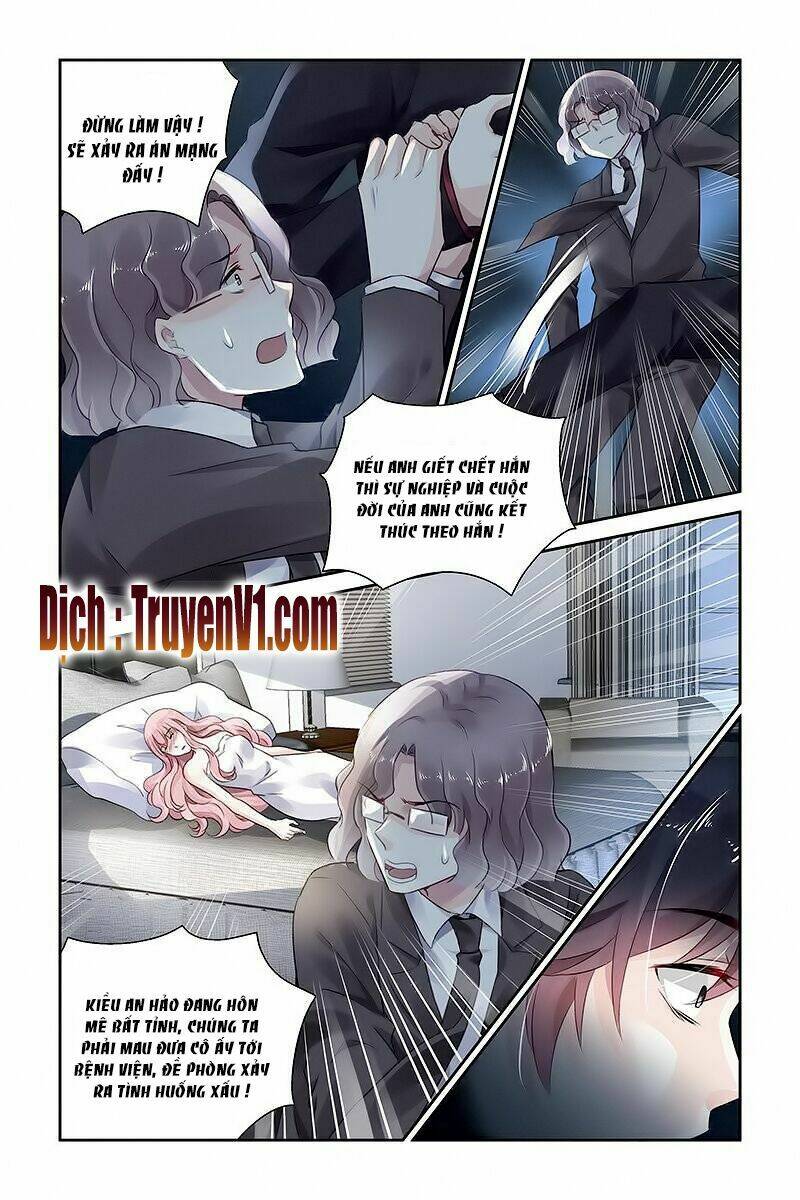 ĐỪNG LÀM VẬY !
SẼ XẢY RA ÁN MẠNG
ĐẤY !
NẾU ANH GIẾT CHẾT HẮN
THÌ SỰ NGHIỆP VÀ CUỘC
ĐỜI CỦA ANH CŨNG KẾT
THÚC THEO HẮN !
Dịch : TruyenV1.com
KIỀU AN HẢO ĐANG HÔN
MÊ BẤT TỈNH, CHÚNG TA
PHẢI MAU ĐƯA CÔ ẤY TỚI
BỆNH VIỆN, ĐỀ PHÒNG XẢY
RA TÌNH HUỐNG XẤU !